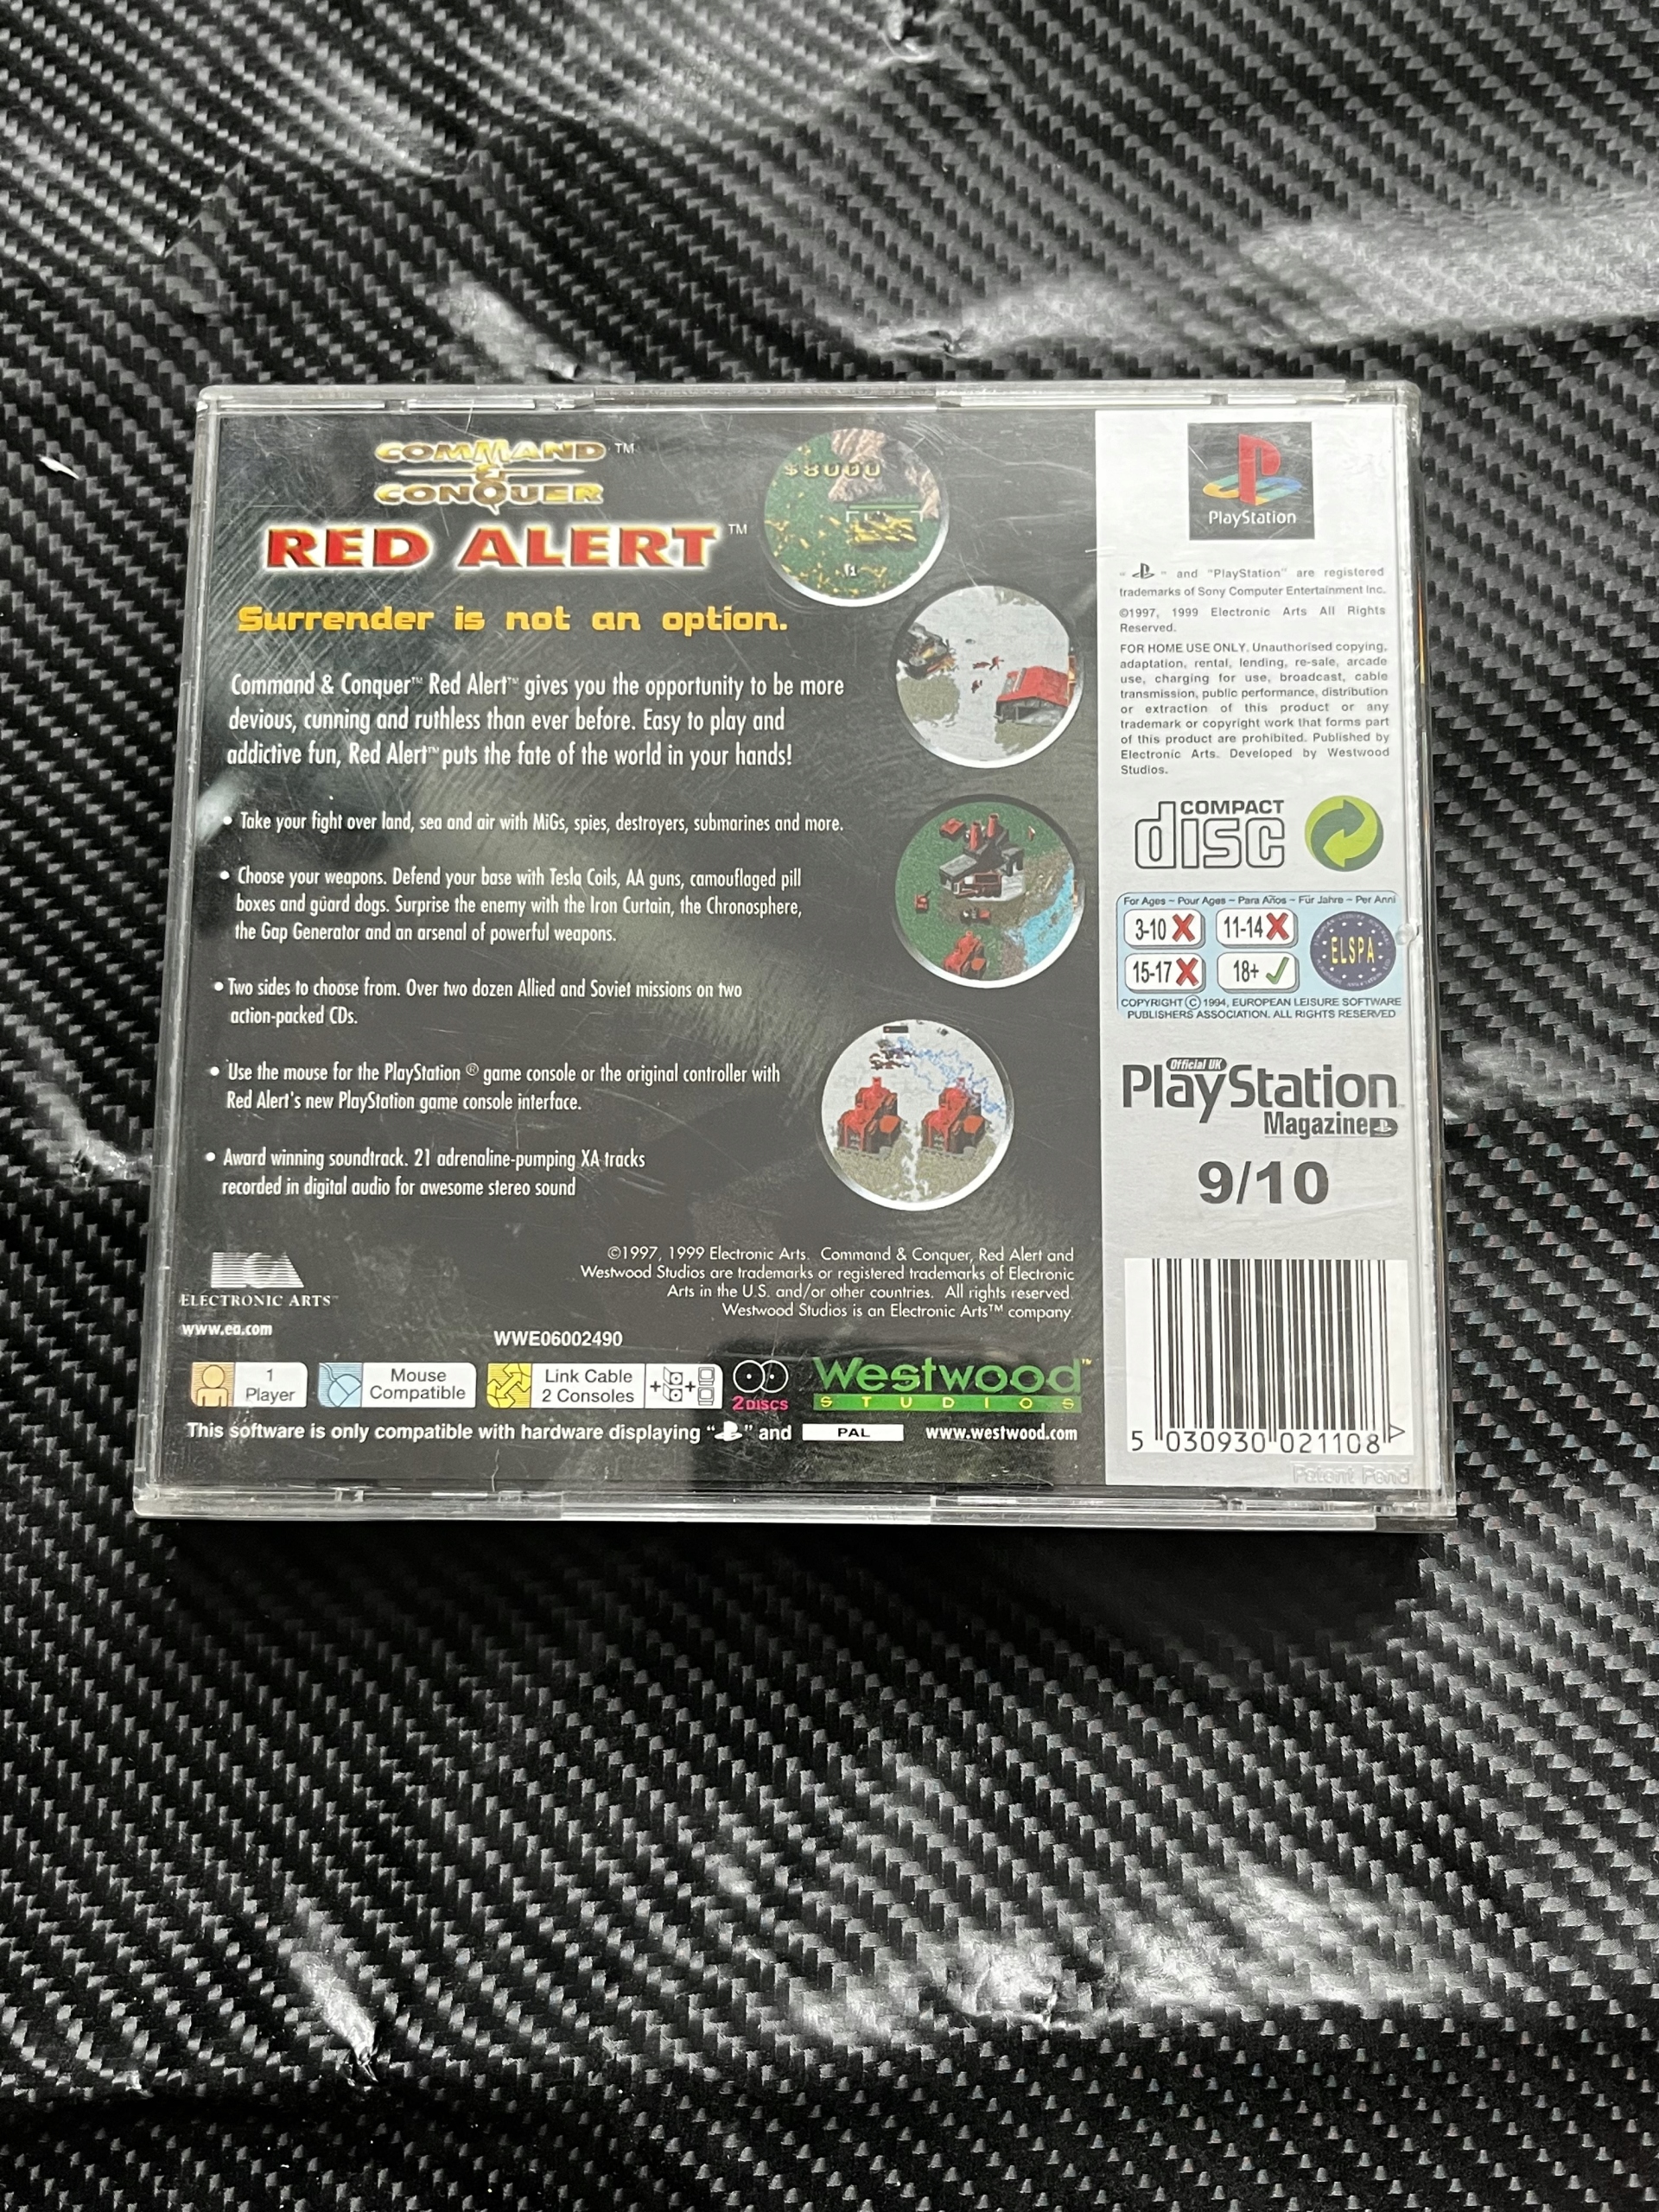 COMMAND ™
&
CONQUER
RED ALERT ™
Surrender is not an option.
Command & Conquer™ Red Alert™ gives you the opportunity to be more
devious, cunning and ruthless than ever before. Easy to play and
addictive fun, Red Alert™ puts the fate of the world in your hands!
• Take your fight over land, sea and air with MiGs, spies, destroyers, submarines and more.
• Choose your weapons. Defend your base with Tesla Coils, AA guns, camouflaged pill
boxes and guard dogs. Surprise the enemy with the Iron Curtain, the Chronosphere,
the Gap Generator and an arsenal of powerful weapons.
• Two sides to choose from. Over two dozen Allied and Soviet missions on two
action-packed CDs.
• Use the mouse for the PlayStation ® game console or the original controller with
Red Alert's new PlayStation game console interface.
• Award winning soundtrack. 21 adrenaline-pumping XA tracks
recorded in digital audio for awesome stereo sound
$8000
©1997, 1999 Electronic Arts. Command & Conquer, Red Alert and
Westwood Studios are trademarks or registered trademarks of Electronic
Arts in the U.S. and/or other countries. All rights reserved.
Westwood Studios is an Electronic Arts™ company.
ELECTRONIC ARTS™
www.ea.com
WWE06002490
1
Player
Mouse
Compatible
Link Cable
2 Consoles
2 DISCS
Westwood™
STUDIOS
This software is only compatible with hardware displaying " " and PAL
www.westwood.com
PlayStation
" " and "PlayStation" are registered
trademarks of Sony Computer Entertainment Inc.
©1997, 1999 Electronic Arts All Rights
Reserved.
FOR HOME USE ONLY. Unauthorised copying,
adaptation, rental, lending, re-sale, arcade
use, charging for use, broadcast, cable
transmission, public performance, distribution
or extraction of this product or any
trademark or copyright work that forms part
of this product are prohibited. Published by
Electronic Arts. Developed by Westwood
Studios.
COMPACT
disc
For Ages ~ Pour Ages ~ Para Años ~ Für Jahre ~ Per Anni
3-10
11-14
15-17
18+
ELSPA
COPYRIGHT © 1994, EUROPEAN LEISURE SOFTWARE
PUBLISHERS ASSOCIATION. ALL RIGHTS RESERVED
Official UK
PlayStation
Magazine
9/10
5 030930 021108 >
Patent Pend